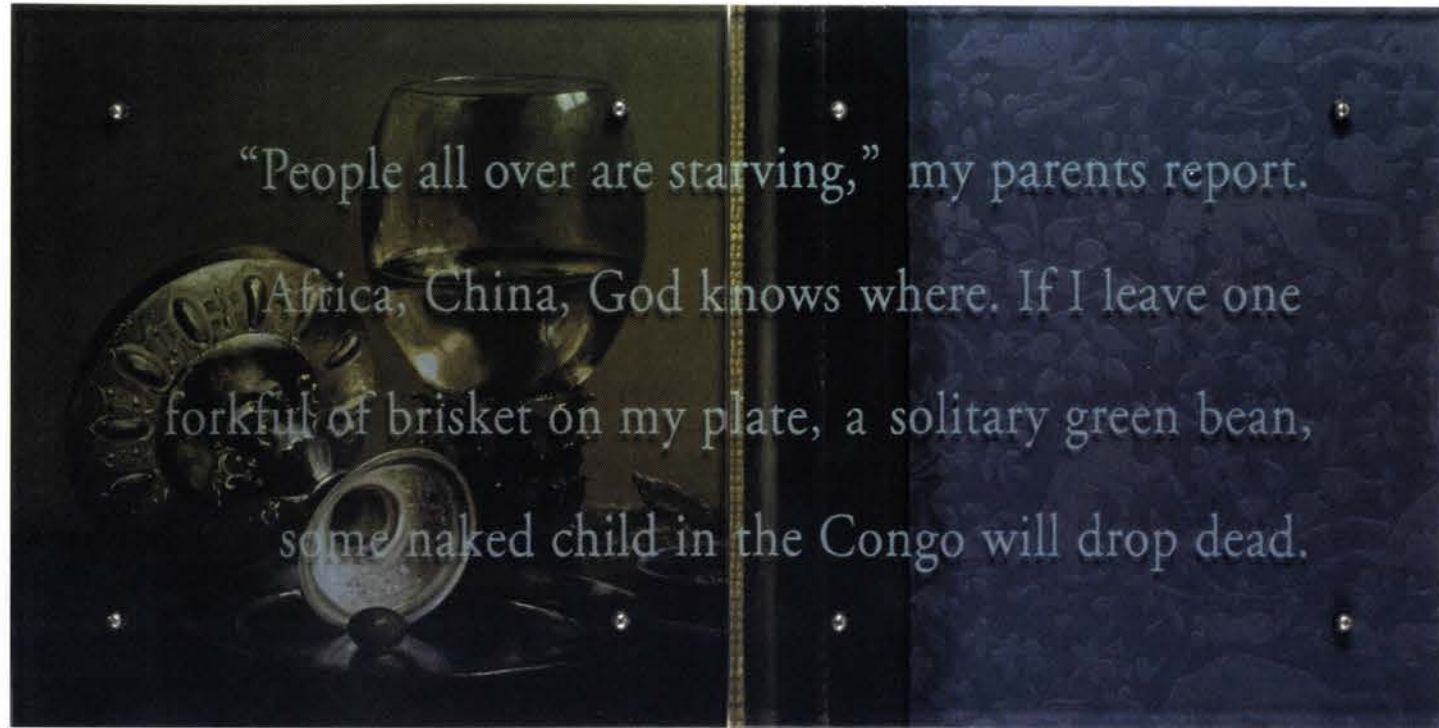 “People all over are starving,” my parents report.
Africa, China, God knows where. If I leave one
forkful of brisket on my plate, a solitary green bean,
some naked child in the Congo will drop dead.